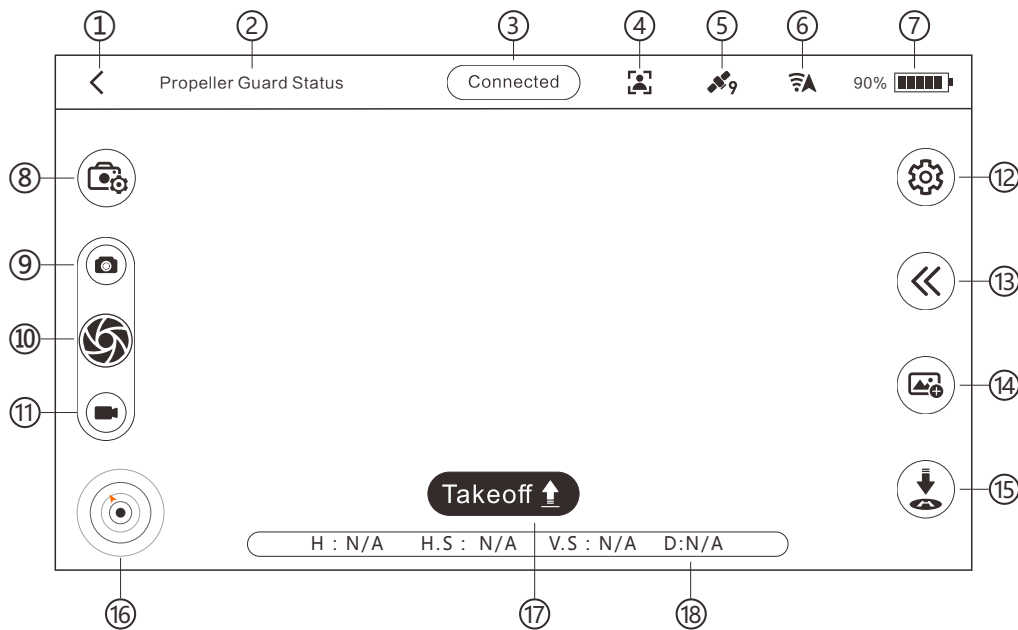 ① ② ③ ④ ⑤ ⑥ ⑦
Propeller Guard Status Connected 9 90%
⑧ ⑫
⑨ ⑬
⑩
⑭
⑪
Takeoff ⑮
H : N/A H.S : N/A V.S : N/A D:N/A
⑯ ⑰ ⑱